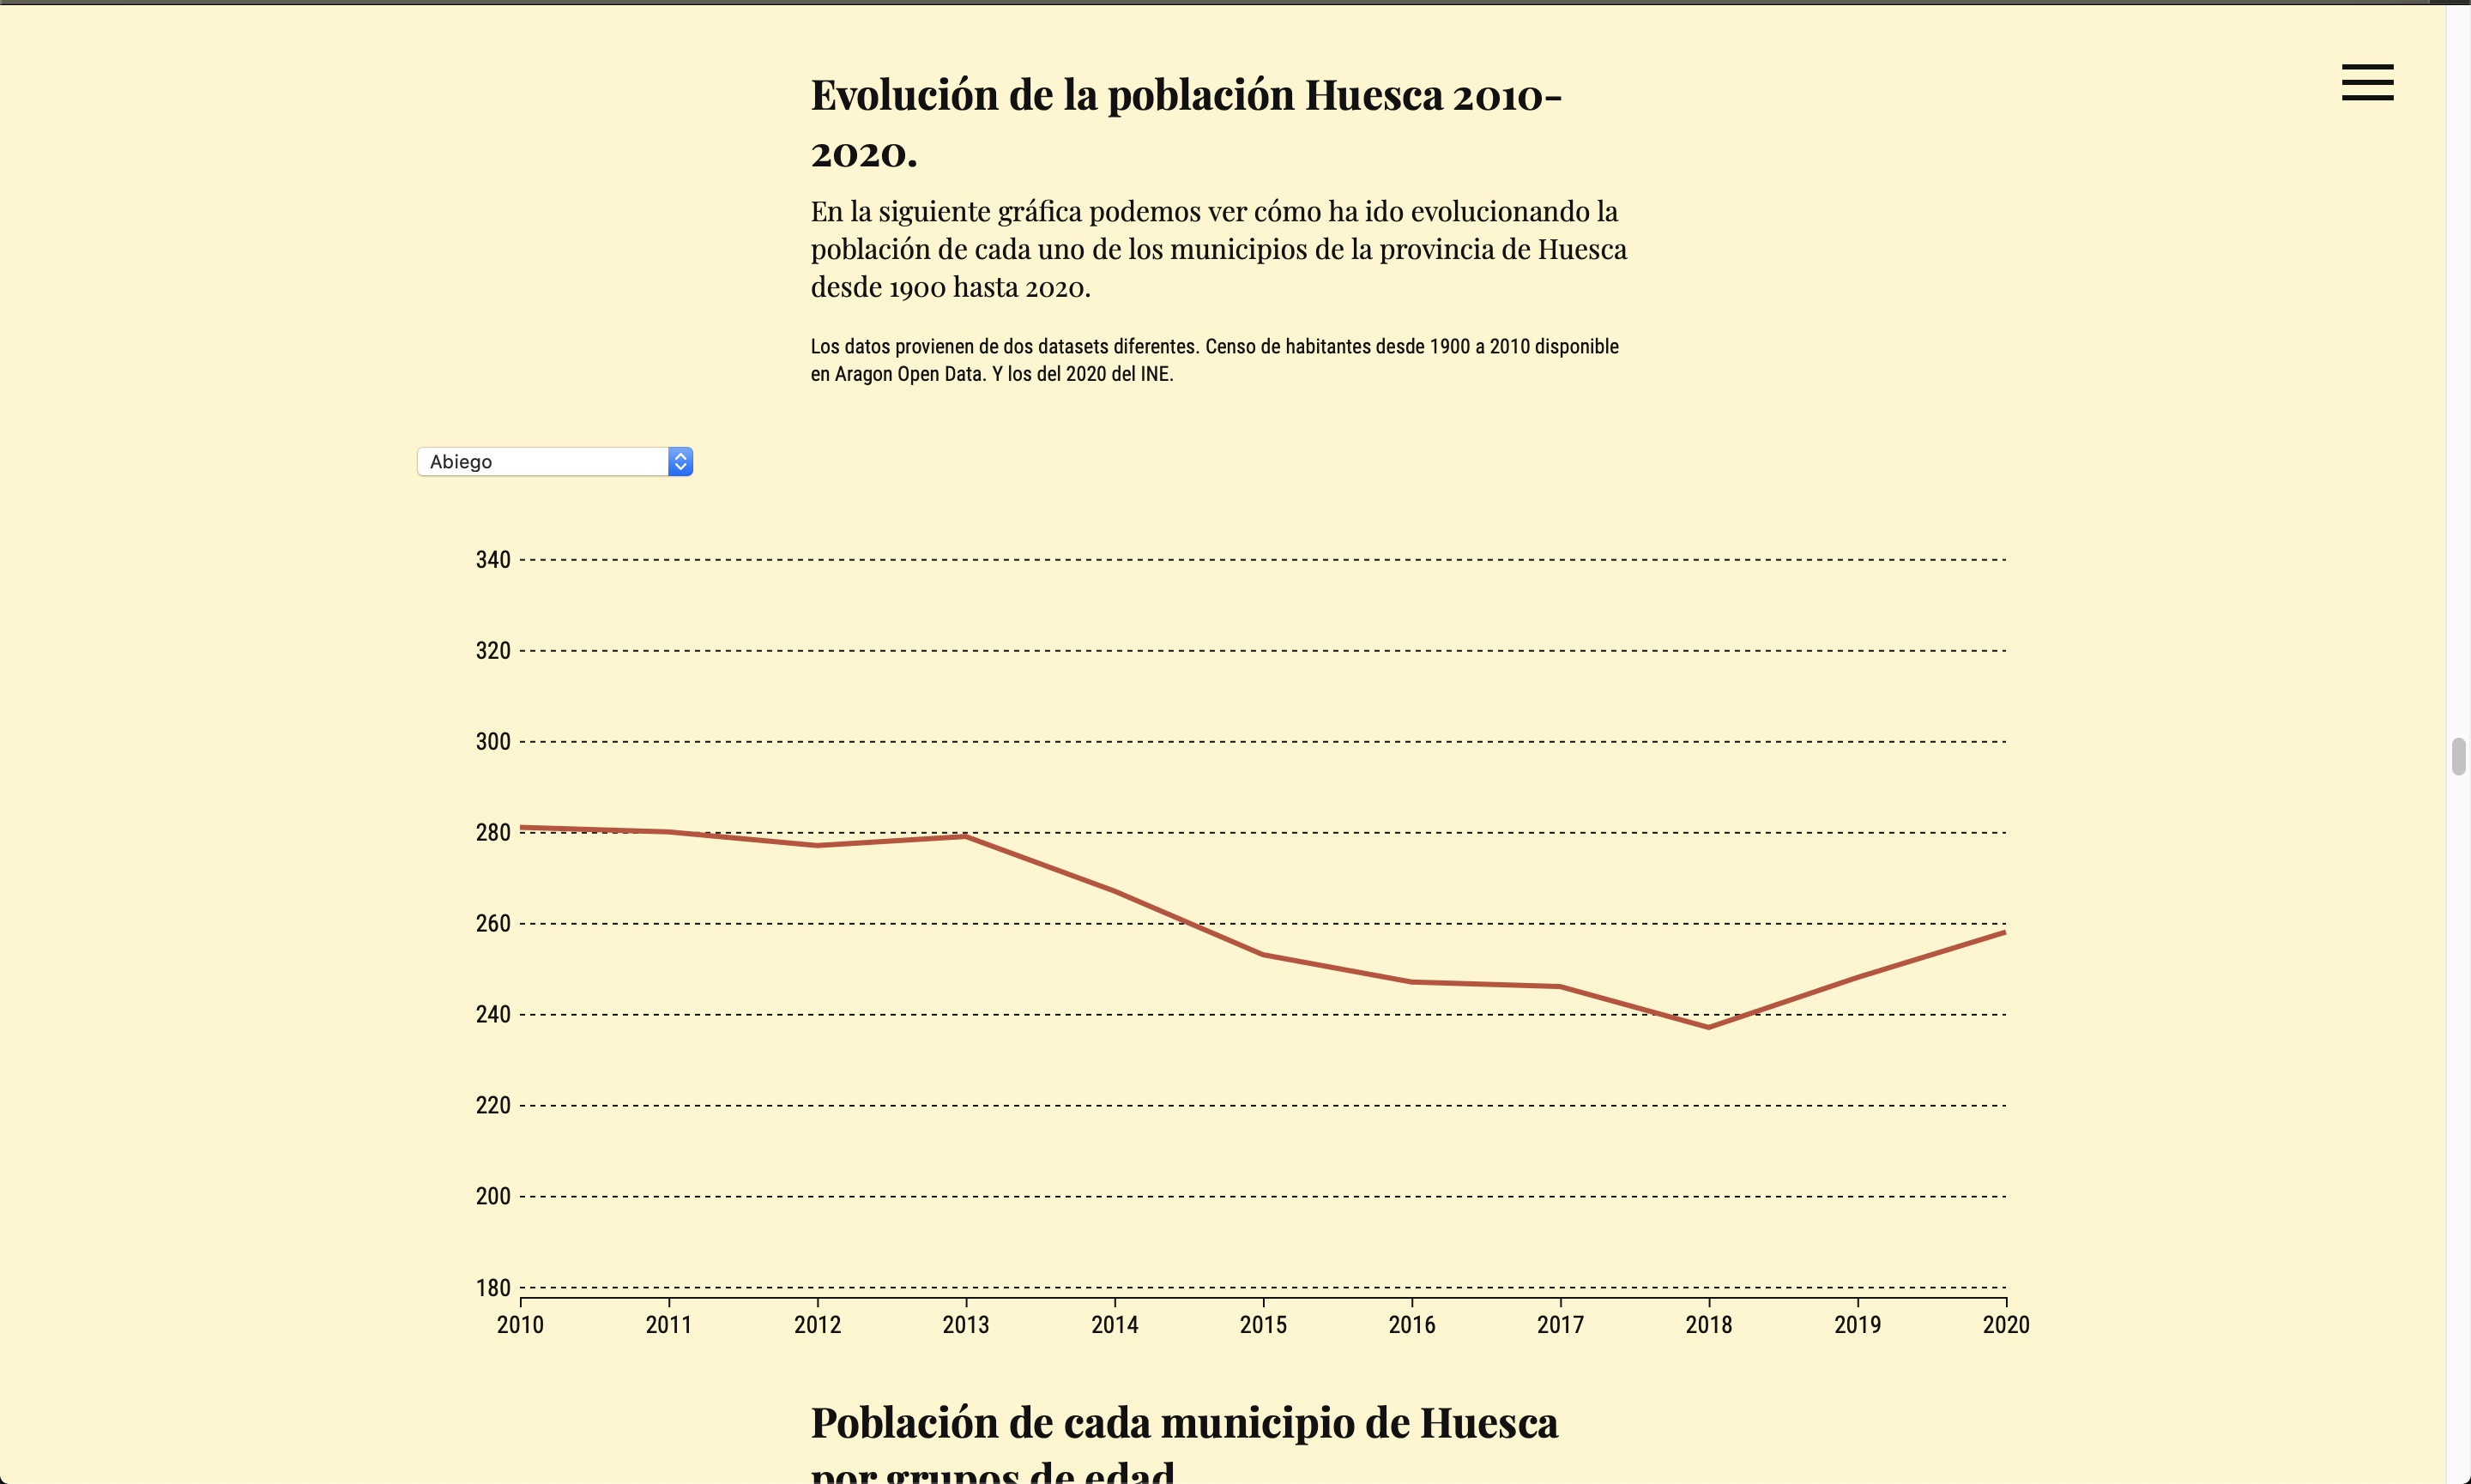 Evolución de la población Huesca 2010-
2020.
En la siguiente gráfica podemos ver cómo ha ido evolucionando la
población de cada uno de los municipios de la provincia de Huesca
desde 1900 hasta 2020.
Los datos provienen de dos datasets diferentes. Censo de habitantes desde 1900 a 2010 disponible
en Aragon Open Data. Y los del 2020 del INE.
Abiego
340
320
300
280
260
240
220
200
180
2010 2011 2012 2013 2014 2015 2016 2017 2018 2019 2020
Población de cada municipio de Huesca
por grupos de edad